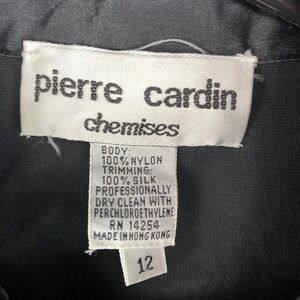 pierre cardin
chemises
BODY:
100% NYLON
TRIMMING:
100% SILK
PROFESSIONALLY
DRY CLEAN WITH
PERCHLOROETHYLENE
RN 14254
MADE IN HONG KONG
12